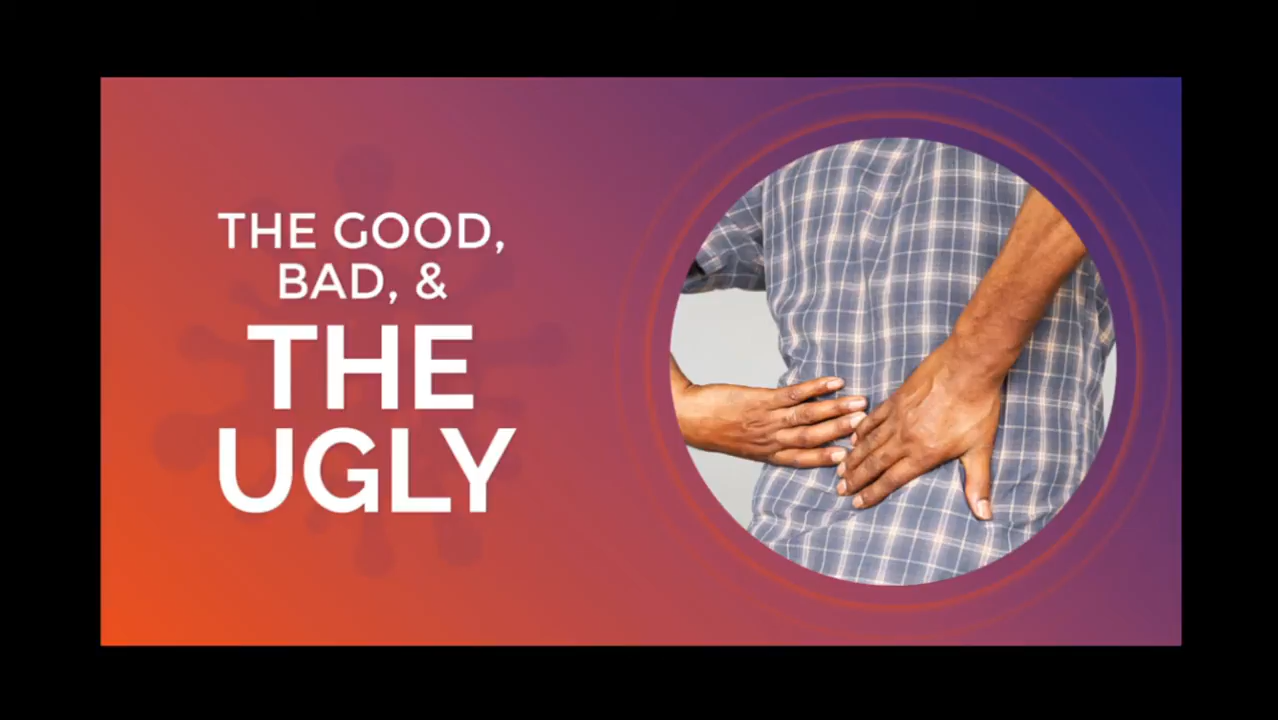 THE GOOD,
BAD, &
THE
UGLY